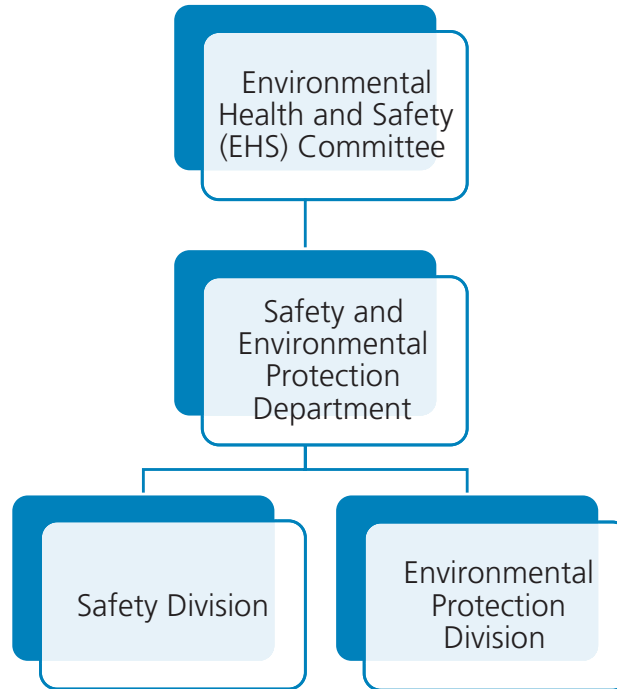 Environmental
Health and Safety
(EHS) Committee
Safety and
Environmental
Protection
Department
Safety Division
Environmental
Protection
Division